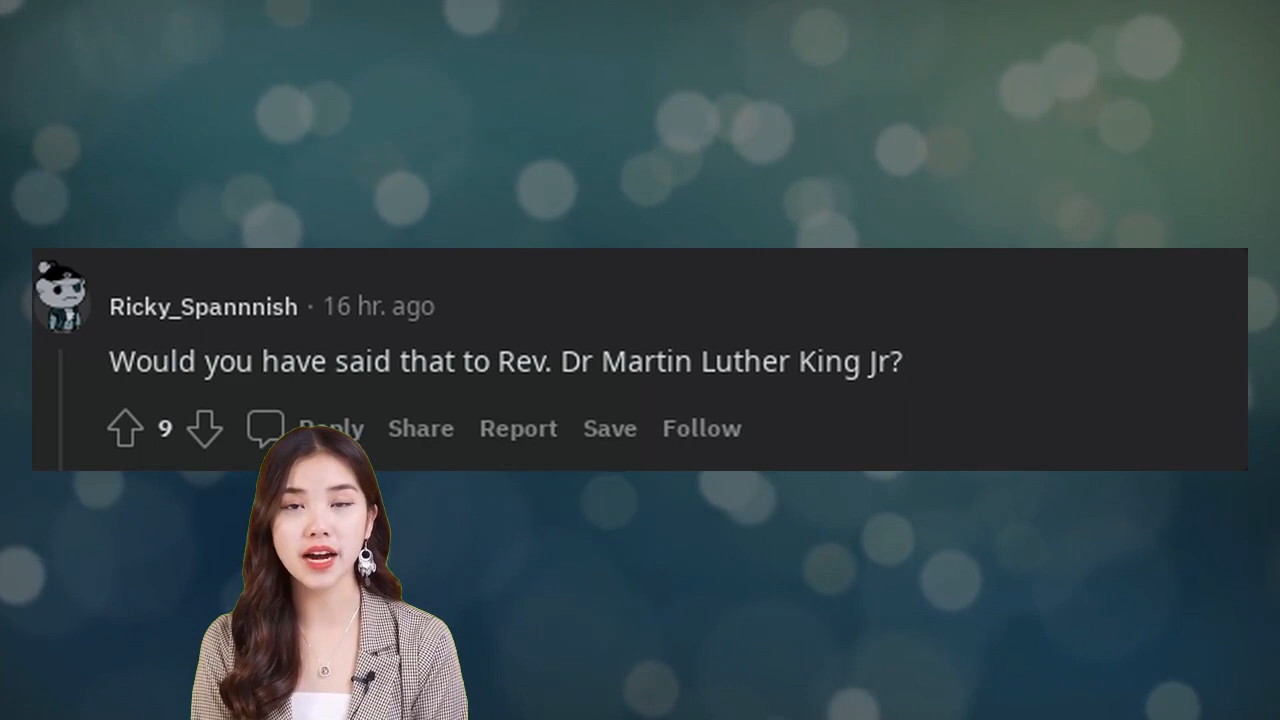 Ricky_Spannnish · 16 hr. ago
Would you have said that to Rev. Dr Martin Luther King Jr?
9 Reply Share Report Save Follow